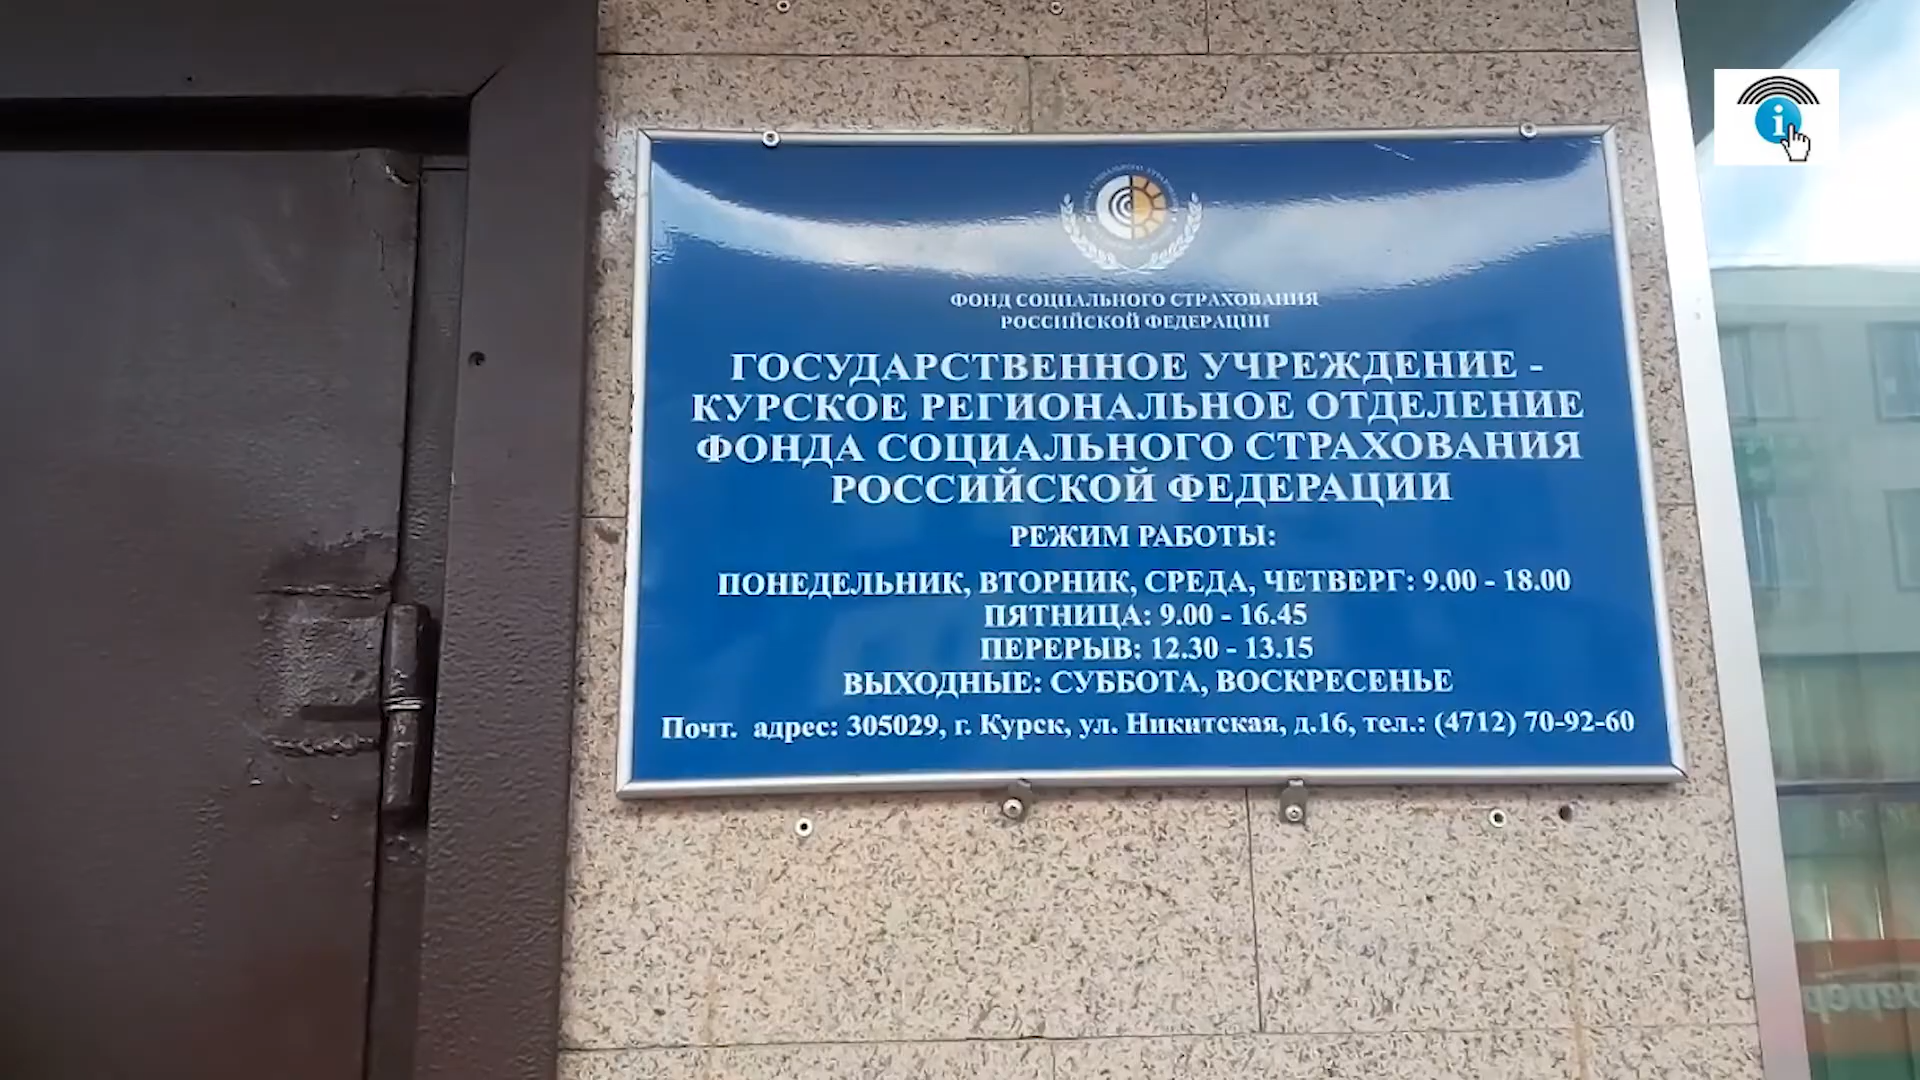 ФОНД СОЦИАЛЬНОГО СТРАХОВАНИЯ
РОССИЙСКОЙ ФЕДЕРАЦИИ
ГОСУДАРСТВЕННОЕ УЧРЕЖДЕНИЕ -
КУРСКОЕ РЕГИОНАЛЬНОЕ ОТДЕЛЕНИЕ
ФОНДА СОЦИАЛЬНОГО СТРАХОВАНИЯ
РОССИЙСКОЙ ФЕДЕРАЦИИ
РЕЖИМ РАБОТЫ:
ПОНЕДЕЛЬНИК, ВТОРНИК, СРЕДА, ЧЕТВЕРГ: 9.00 - 18.00
ПЯТНИЦА: 9.00 - 16.45
ПЕРЕРЫВ: 12.30 - 13.15
ВЫХОДНЫЕ: СУББОТА, ВОСКРЕСЕНЬЕ
Почт. адрес: 305029, г. Курск, ул. Никитская, д.16, тел.: (4712) 70-92-60